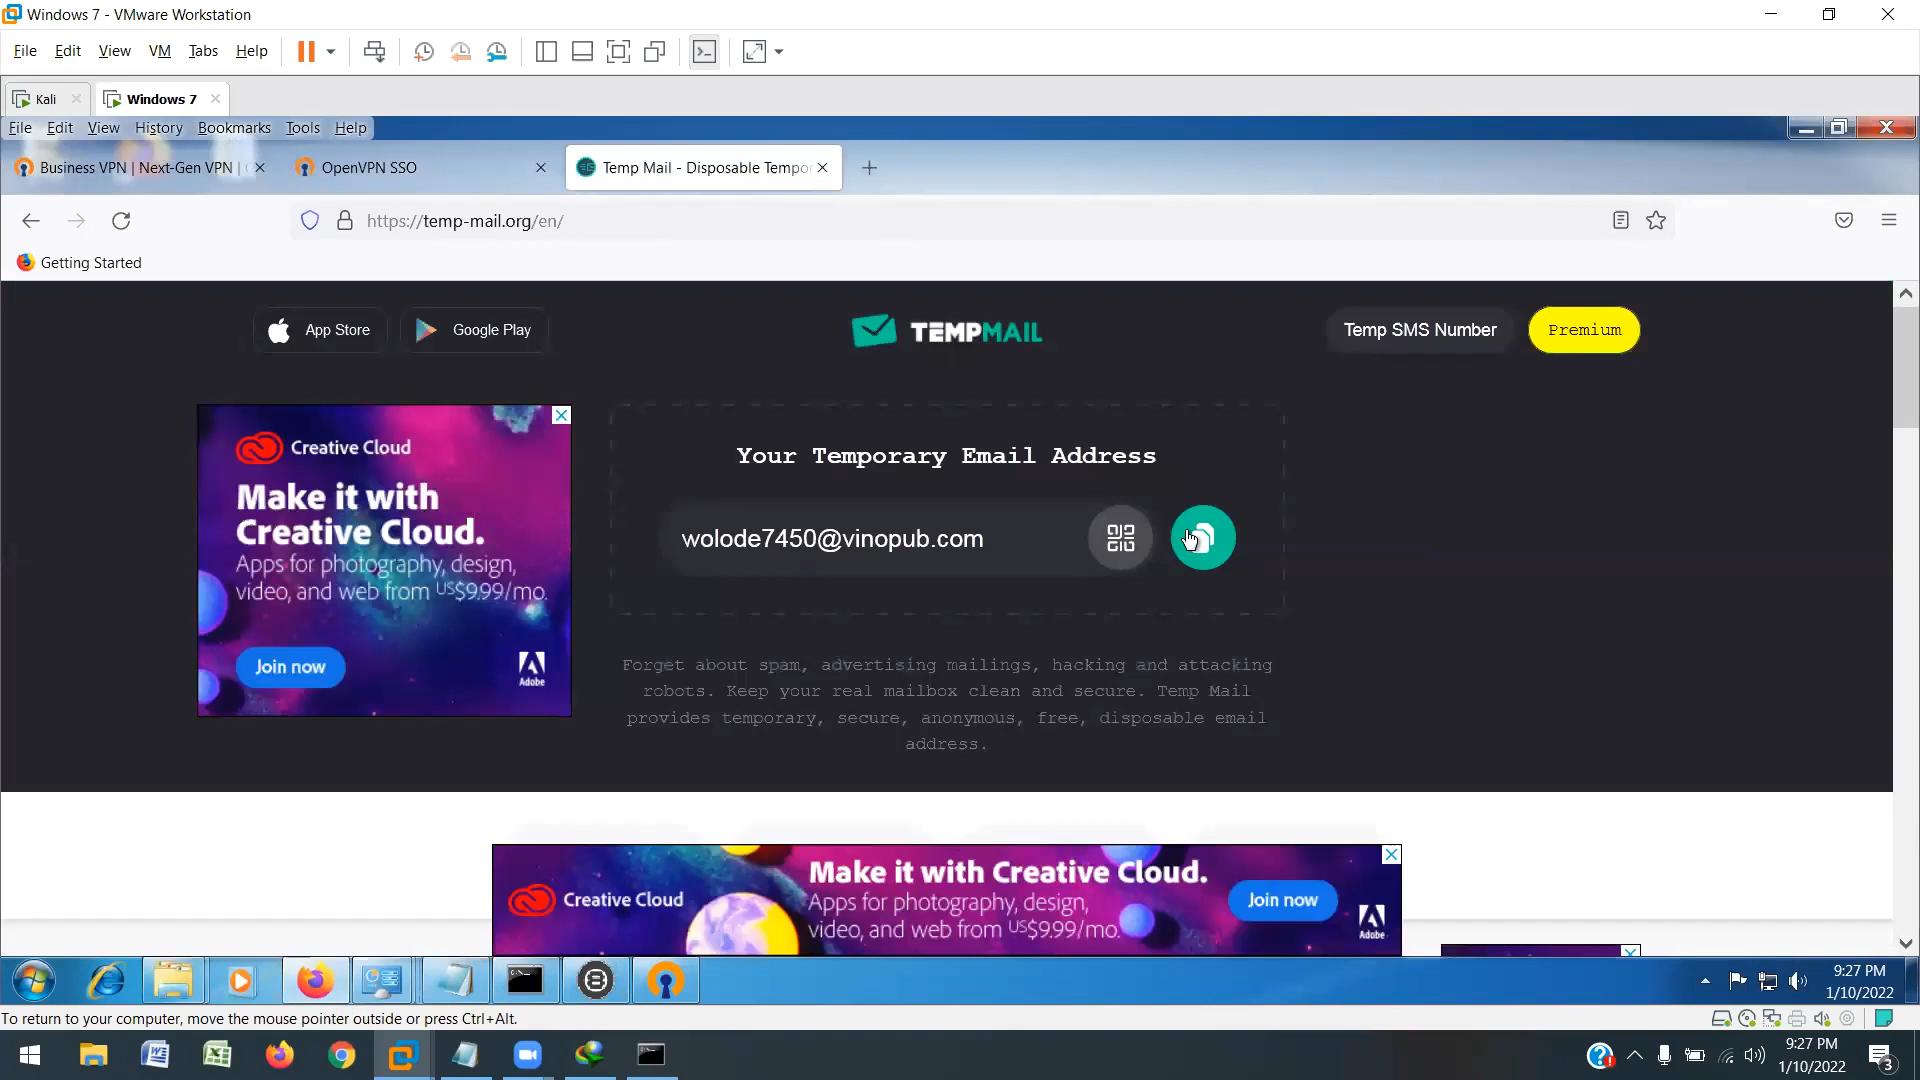 Windows 7 - VMware Workstation
File Edit View VM Tabs Help
Kali
Windows 7
File Edit View History Bookmarks Tools Help
Business VPN | Next-Gen VPN |
OpenVPN SSO
Temp Mail - Disposable Tempo
https://temp-mail.org/en/
Getting Started
App Store
Google Play
TEMPMAIL
Temp SMS Number
Premium
Creative Cloud
Make it with
Creative Cloud.
Apps for photography, design,
video, and web from US$9.99/mo.
Join now
Adobe
Your Temporary Email Address
wolode7450@vinopub.com
Forget about spam, advertising mailings, hacking and attacking
robots. Keep your real mailbox clean and secure. Temp Mail
provides temporary, secure, anonymous, free, disposable email
address.
Creative Cloud
Make it with Creative Cloud.
Apps for photography, design,
video, and web from US$9.99/mo.
Join now
Adobe
9:27 PM
1/10/2022
To return to your computer, move the mouse pointer outside or press Ctrl+Alt.
9:27 PM
1/10/2022
3